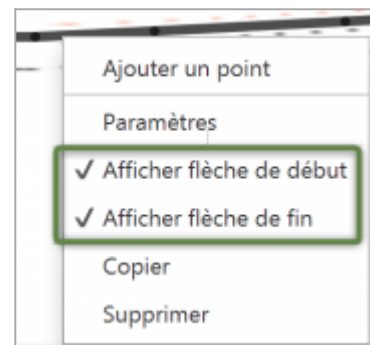 Ajouter un point
Paramètres
✓ Afficher flèche de début
✓ Afficher flèche de fin
Copier
Supprimer